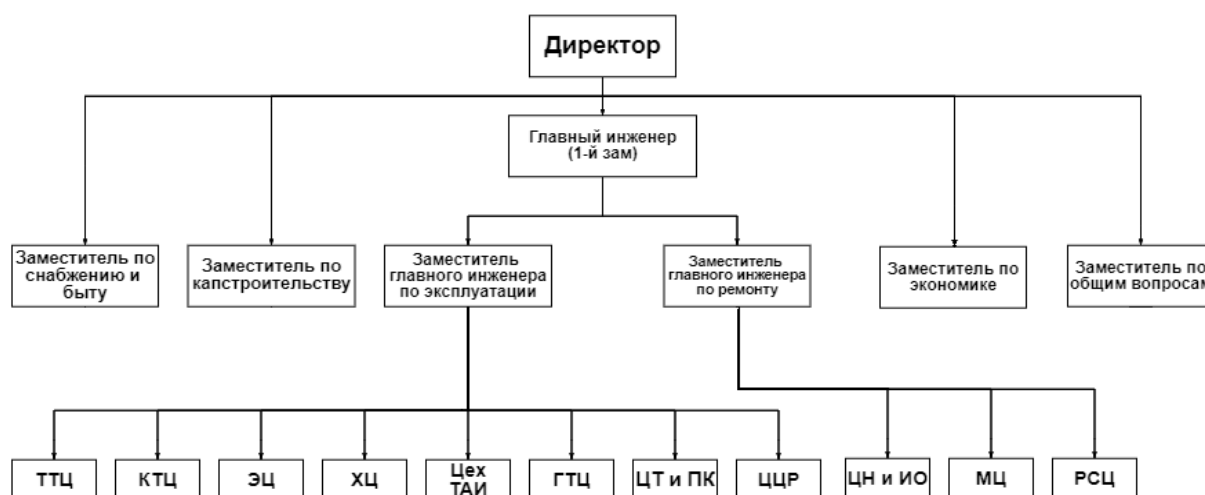 Директор
Главный инженер
(1-й зам)
Заместитель по
снабжению и
быту
Заместитель по
капстроительству
Заместитель
главного инженера
по эксплуатации
Заместитель
главного инженера
по ремонту
Заместитель по
экономике
Заместитель по
общим вопросам
ТТЦ
КТЦ
ЭЦ
ХЦ
Цех
ТАИ
ГТЦ
ЦТ и ПК
ЦЦР
ЦН и ИО
МЦ
РСЦ